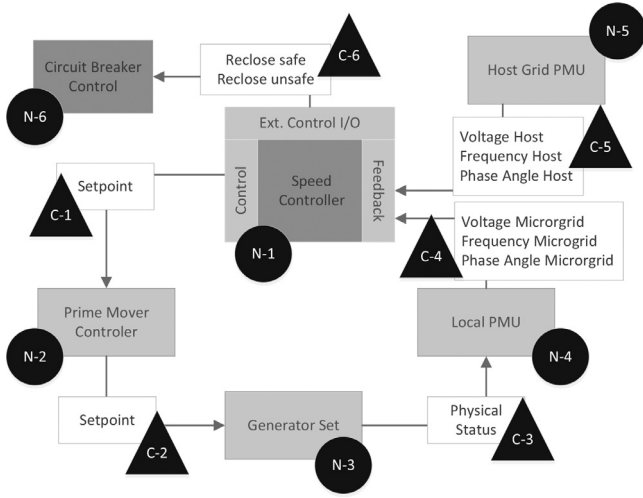 C-6
N-5
Reclose safe
Reclose unsafe
Circuit Breaker
Control
Host Grid PMU
N-6
Ext. Control I/O
Voltage Host
Frequency Host
Phase Angle Host
C-5
Setpoint
C-1
Control
Speed
Controller
Feedback
N-1
Voltage Microrgrid
Frequency Microgrid
Phase Angle Microrgrid
C-4
Prime Mover
Controler
N-2
Local PMU
N-4
Setpoint
C-2
Generator Set
N-3
Physical
Status
C-3